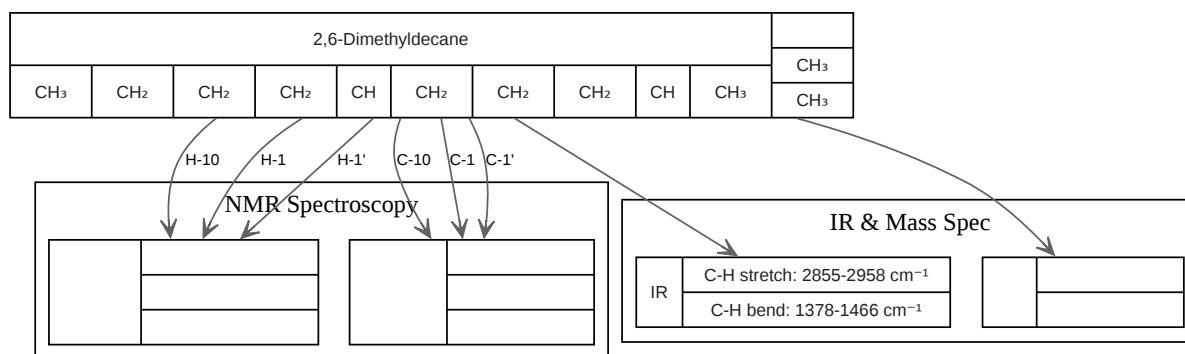 2,6-Dimethyldecane
CH₃
CH₂
CH₂
CH₂
CH
CH₂
CH₂
CH₂
CH
CH₃
CH₃
CH₃
H-10
H-1
H-1'
C-10
C-1
C-1'
NMR Spectroscopy
IR & Mass Spec
IR
C-H stretch: 2855-2958 cm⁻¹
C-H bend: 1378-1466 cm⁻¹